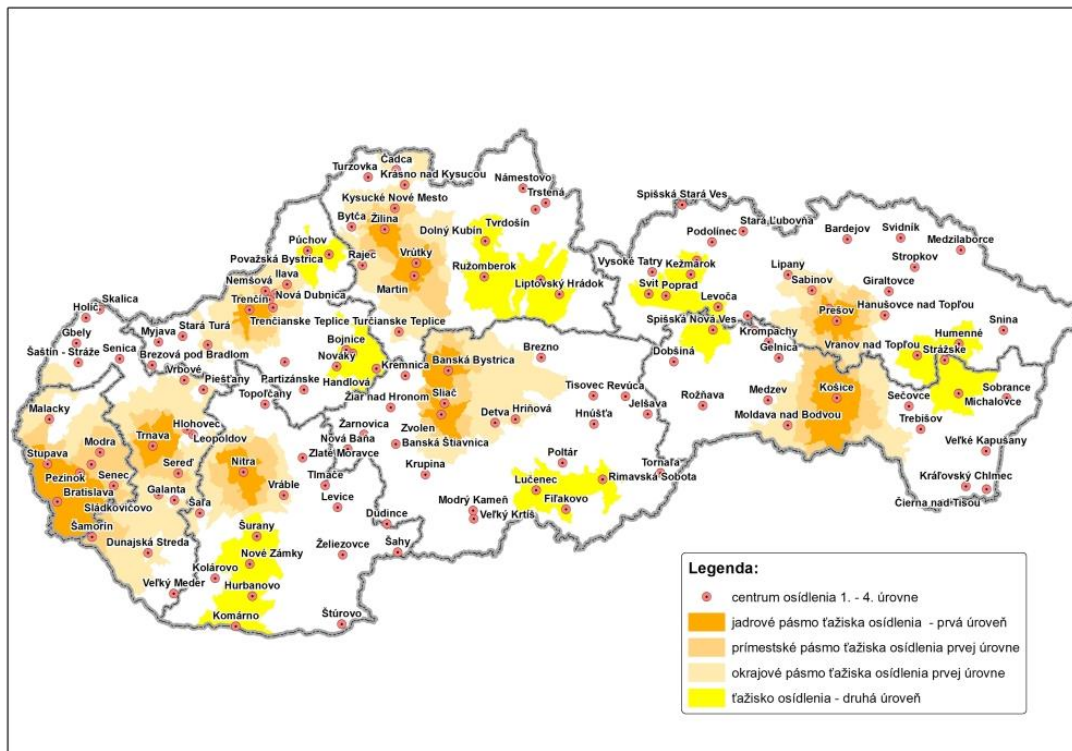 Čadca
Turzovka
Krásno nad Kysucou
Námestovo
Trstená
Kysucké Nové Mesto
Spišská Stará Ves
Bytča
Žilina
Tvrdošín
Dolný Kubín
Podolínec
Stará Ľubovňa
Bardejov
Svidník
Medzilaborce
Púchov
Považská Bystrica
Rajec
Vrútky
Ružomberok
Vysoké Tatry
Kežmarok
Lipany
Stropkov
Ilava
Nemšová
Martin
Liptovský Hrádok
Svit
Poprad
Sabinov
Giraltovce
Skalica
Holíč
Trenčín
Nová Dubnica
Levoča
Prešov
Hanušovce nad Topľou
Trenčianske Teplice
Turčianske Teplice
Spišská Nová Ves
Krompachy
Humenné
Snina
Gbely
Myjava
Stará Turá
Bojnice
Vranov nad Topľou
Strážske
Šaštín - Stráže
Senica
Brezová pod Bradlom
Nováky
Kremnica
Banská Bystrica
Brezno
Dobšiná
Gelnica
Handlová
Vrbové
Piešťany
Partizánske
Tisovec
Revúca
Rožňava
Medzev
Košice
Sobrance
Michalovce
Topoľčany
Žiar nad Hronom
Sliač
Jelšava
Sečovce
Malacky
Hlohovec
Leopoldov
Detva
Hriňová
Hnúšťa
Moldava nad Bodvou
Trebišov
Trnava
Žarnovica
Zvolen
Modra
Nová Baňa
Banská Štiavnica
Veľké Kapušany
Stupava
Zlaté Moravce
Poltár
Pezinok
Senec
Sereď
Nitra
Tlmače
Krupina
Tornaľa
Rimavská Sobota
Kráľovský Chlmec
Bratislava
Galanta
Vráble
Levice
Lučenec
Čierna nad Tisou
Sládkovičovo
Šaľa
Modrý Kameň
Fiľakovo
Šamorín
Šurany
Dudince
Veľký Krtíš
Dunajská Streda
Nové Zámky
Želiezovce
Šahy
Kolárovo
Veľký Meder
Hurbanovo
Komárno
Štúrovo
Legenda:
centrum osídlenia 1. - 4. úrovne
jadrové pásmo ťažiska osídlenia - prvá úroveň
prímestské pásmo ťažiska osídlenia prvej úrovne
okrajové pásmo ťažiska osídlenia prvej úrovne
ťažisko osídlenia - druhá úroveň